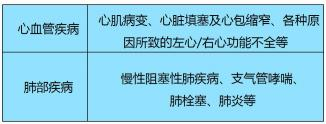 心血管疾病
心肌病变、心脏填塞及心包缩窄、各种原
因所致的左心/右心功能不全等
肺部疾病
慢性阻塞性肺疾病、支气管哮喘、
肺栓塞、肺炎等